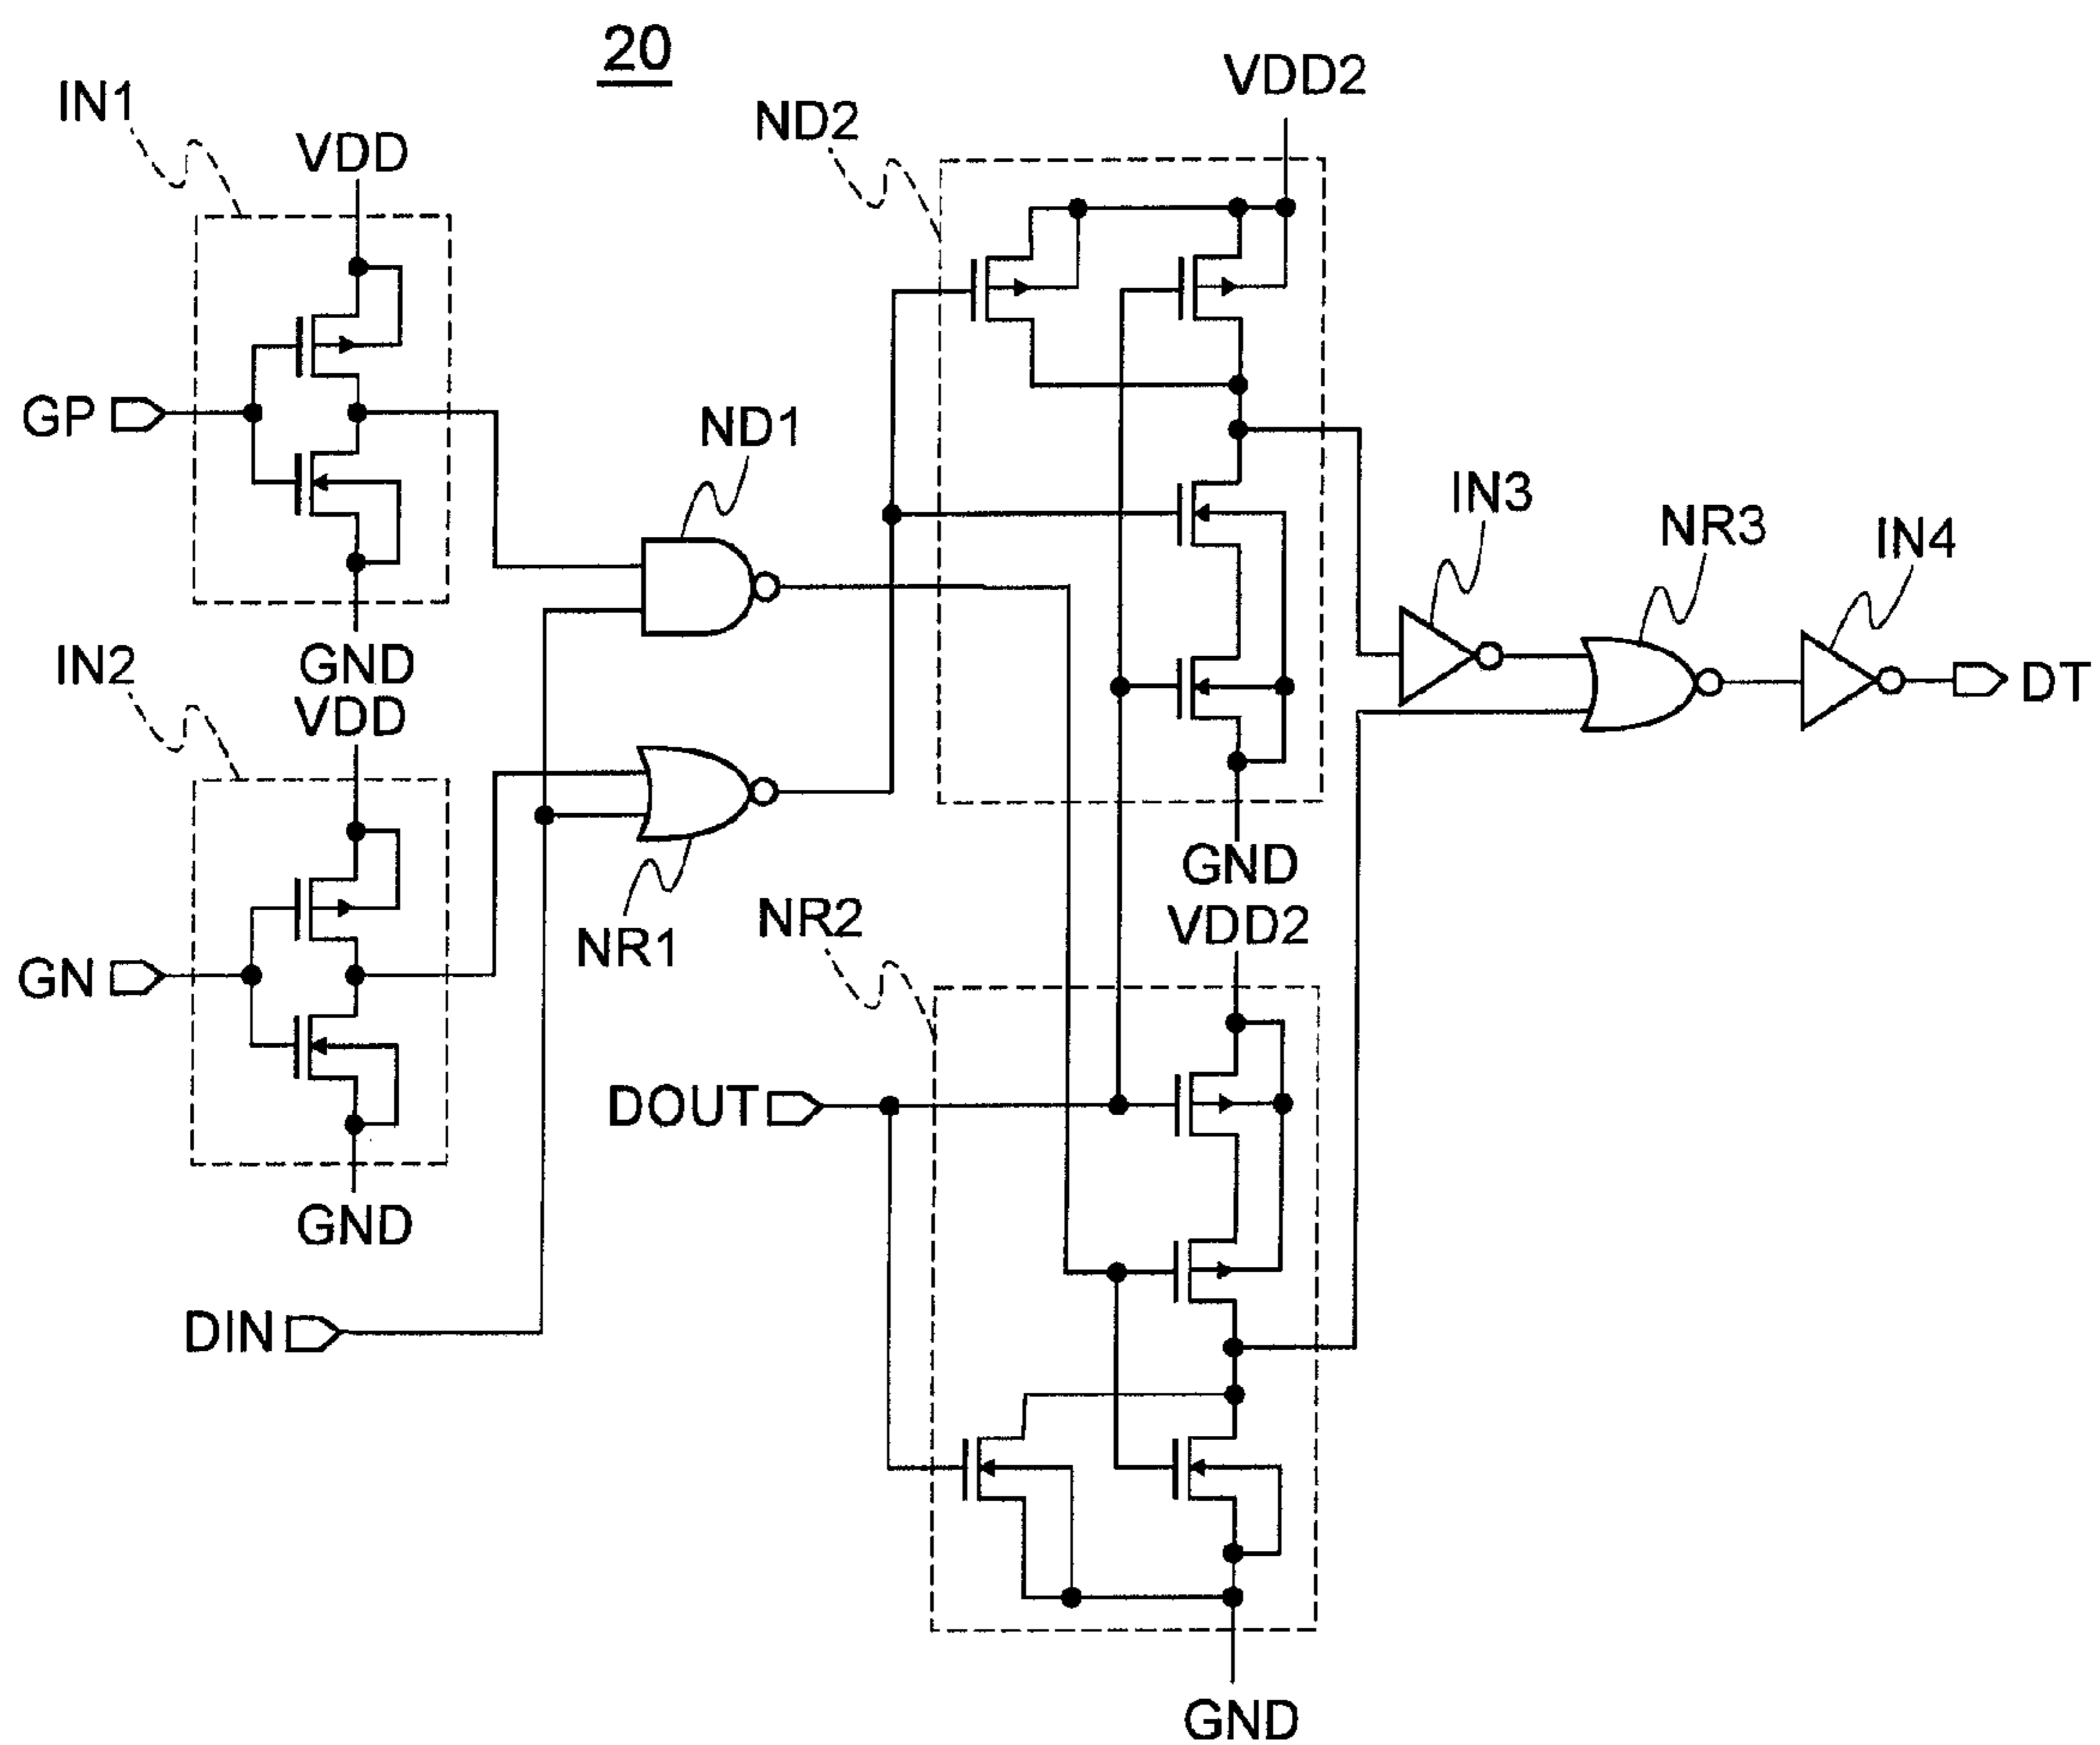 20
VDD2
IN1
ND2
VDD
GP
ND1
IN3
NR3
IN4
GND
IN2
VDD
DT
GND
NR2
VDD2
NR1
GN
DOUT
GND
DIN
GND